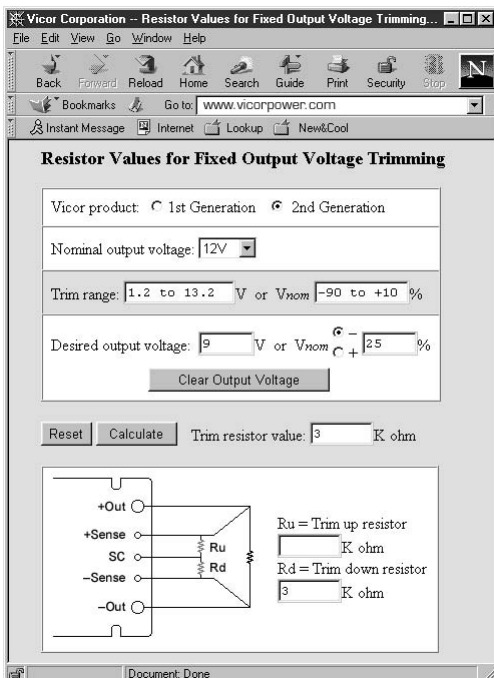 Vicor Corporation -- Resistor Values for Fixed Output Voltage Trimming...
File Edit View Go Window Help
Back Forward Reload Home Search Guide Print Security Stop
N
Bookmarks Go to: www.vicorpower.com
Instant Message Internet Lookup New&Cool
Resistor Values for Fixed Output Voltage Trimming
Vicor product: 1st Generation 2nd Generation
Nominal output voltage: 12V
Trim range: 1.2 to 13.2 V or Vnom -90 to +10 %
Desired output voltage: 9 V or Vnom − + 25 %
Clear Output Voltage
Reset Calculate Trim resistor value: 3 K ohm
+Out
+Sense
SC
–Sense
–Out
Ru
Rd
Ru = Trim up resistor
K ohm
Rd = Trim down resistor
3 K ohm
Document: Done